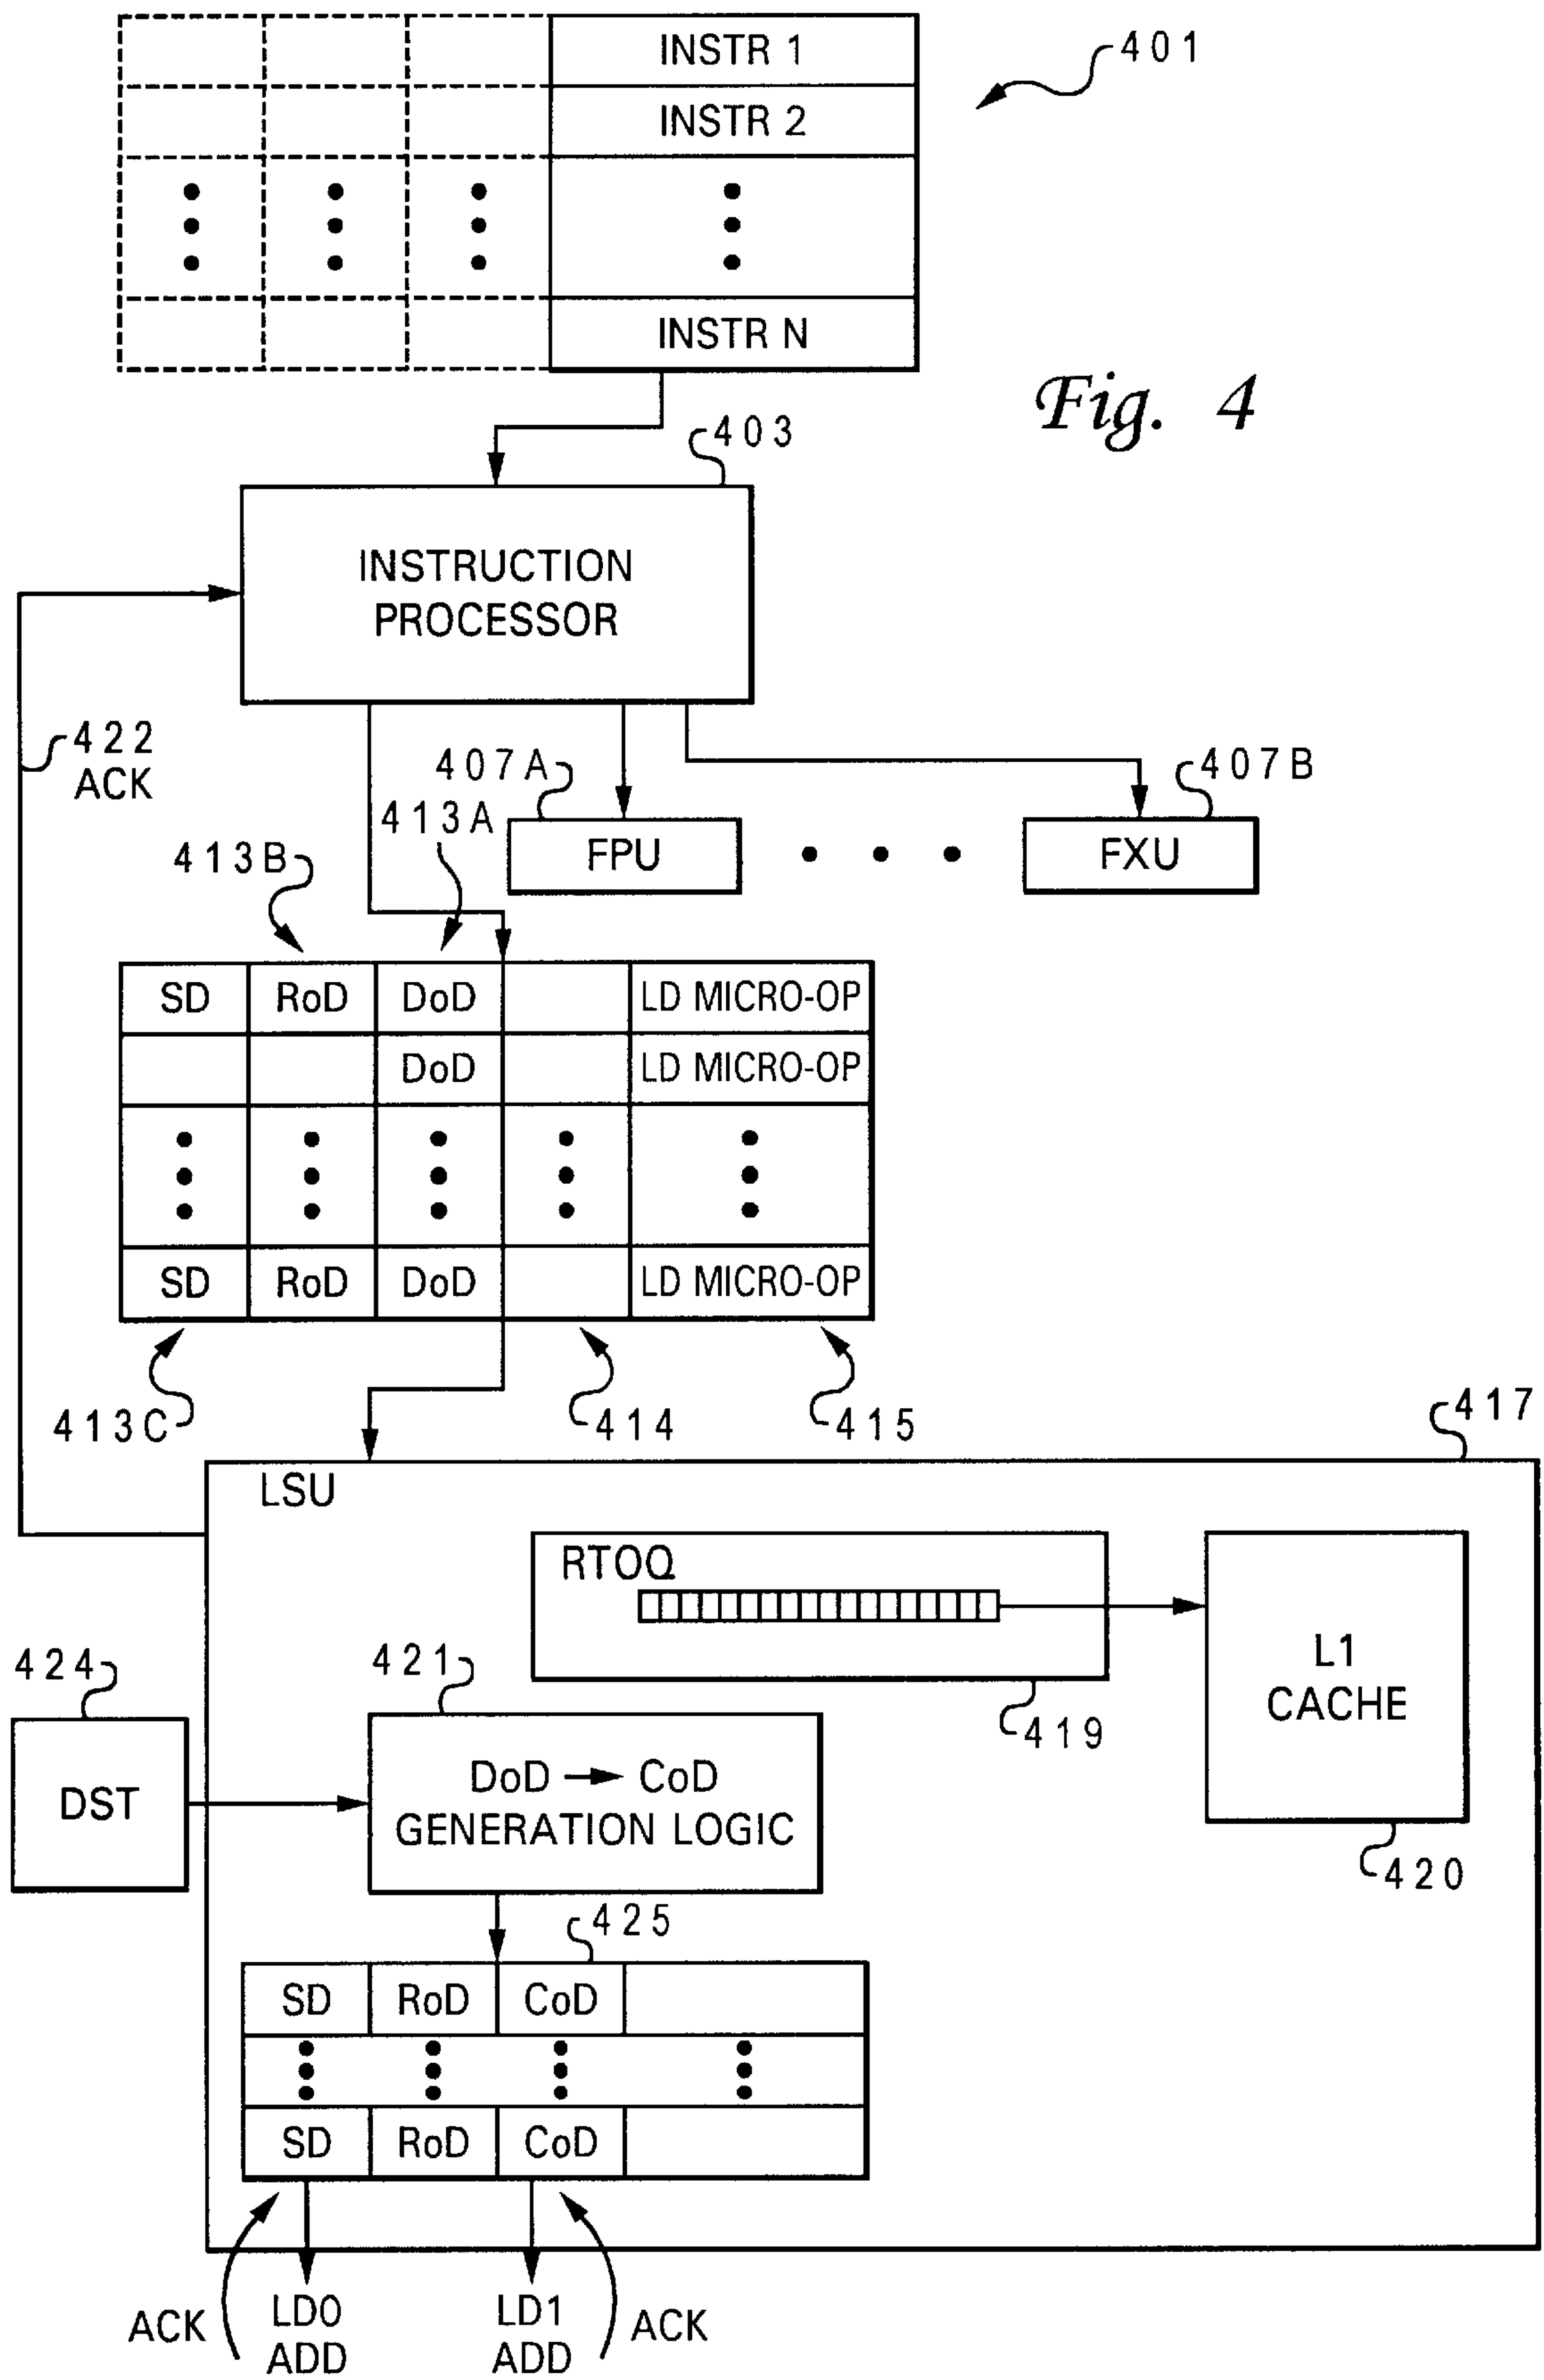 INSTR 1
401
INSTR 2
INSTR N
Fig. 4
403
INSTRUCTION
PROCESSOR
422
ACK
407A
407B
413A
413B
FPU
FXU
SD RoD DoD LD MICRO-OP
DoD LD MICRO-OP
SD RoD DoD LD MICRO-OP
413C
414
415
417
LSU
RTOQ
L1
CACHE
419
420
424
421
DST
DoD → CoD
GENERATION LOGIC
425
SD RoD CoD
SD RoD CoD
ACK
LD0
ADD
LD1
ADD
ACK